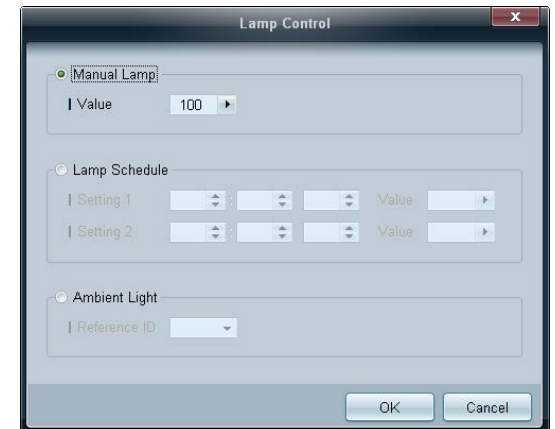 Lamp Control
Manual Lamp
Value 100
Lamp Schedule
Setting 1 : Value
Setting 2 : Value
Ambient Light
Reference ID
OK Cancel